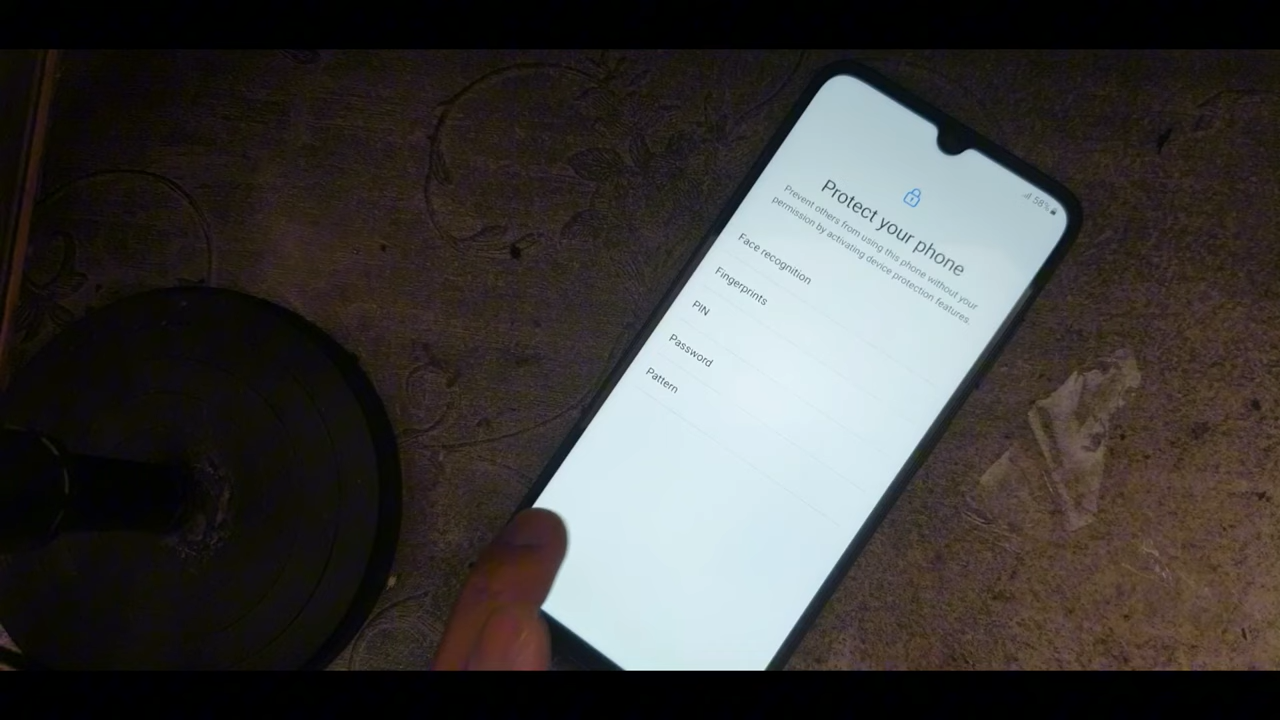 58%
Protect your phone
Prevent others from using this phone without your
permission by activating device protection features.
Face recognition
Fingerprints
PIN
Password
Pattern